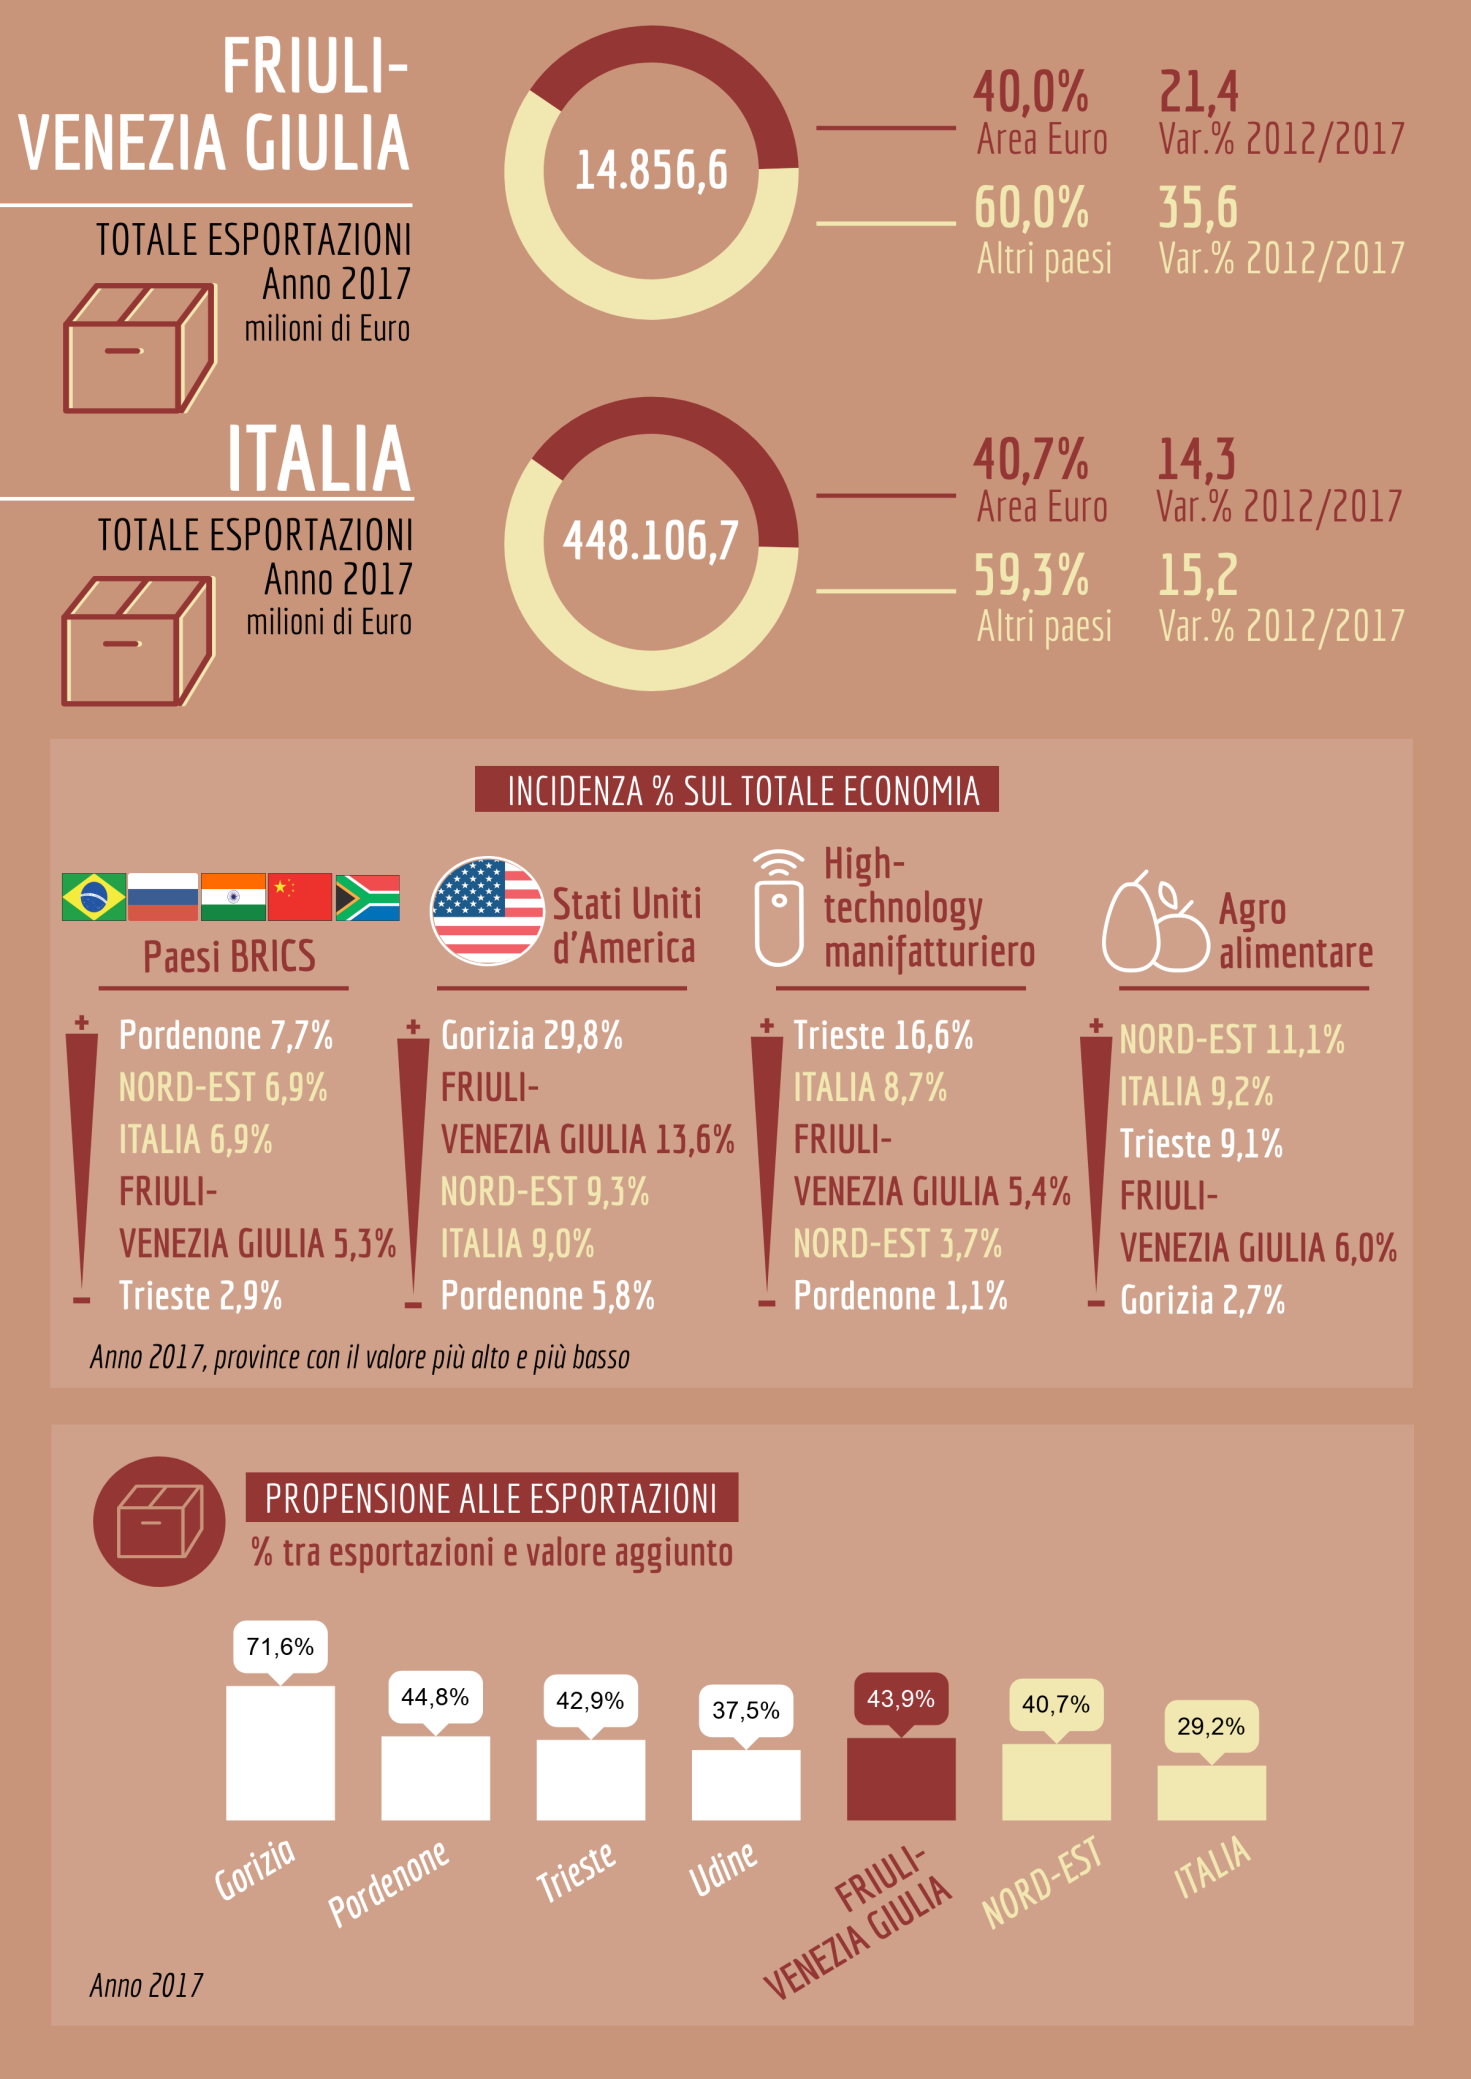 FRIULI-
VENEZIA GIULIA
TOTALE ESPORTAZIONI
Anno 2017
milioni di Euro
14.856,6
40,0%
Area Euro
21,4
Var.% 2012/2017
60,0%
Altri paesi
35,6
Var.% 2012/2017
ITALIA
TOTALE ESPORTAZIONI
Anno 2017
milioni di Euro
448.106,7
40,7%
Area Euro
14,3
Var.% 2012/2017
59,3%
Altri paesi
15,2
Var.% 2012/2017
INCIDENZA % SUL TOTALE ECONOMIA
Paesi BRICS
+
Pordenone 7,7%
NORD-EST 6,9%
ITALIA 6,9%
FRIULI-
VENEZIA GIULIA 5,3%
Trieste 2,9%
-
Stati Uniti
d'America
+
Gorizia 29,8%
FRIULI-
VENEZIA GIULIA 13,6%
NORD-EST 9,3%
ITALIA 9,0%
Pordenone 5,8%
-
High-
technology
manifatturiero
+
Trieste 16,6%
ITALIA 8,7%
FRIULI-
VENEZIA GIULIA 5,4%
NORD-EST 3,7%
Pordenone 1,1%
-
Agro
alimentare
+
NORD-EST 11,1%
ITALIA 9,2%
Trieste 9,1%
FRIULI-
VENEZIA GIULIA 6,0%
Gorizia 2,7%
-
Anno 2017, province con il valore più alto e più basso
PROPENSIONE ALLE ESPORTAZIONI
% tra esportazioni e valore aggiunto
71,6%
44,8%
42,9%
37,5%
43,9%
40,7%
29,2%
Gorizia
Pordenone
Trieste
Udine
FRIULI-
VENEZIA GIULIA
NORD-EST
ITALIA
Anno 2017